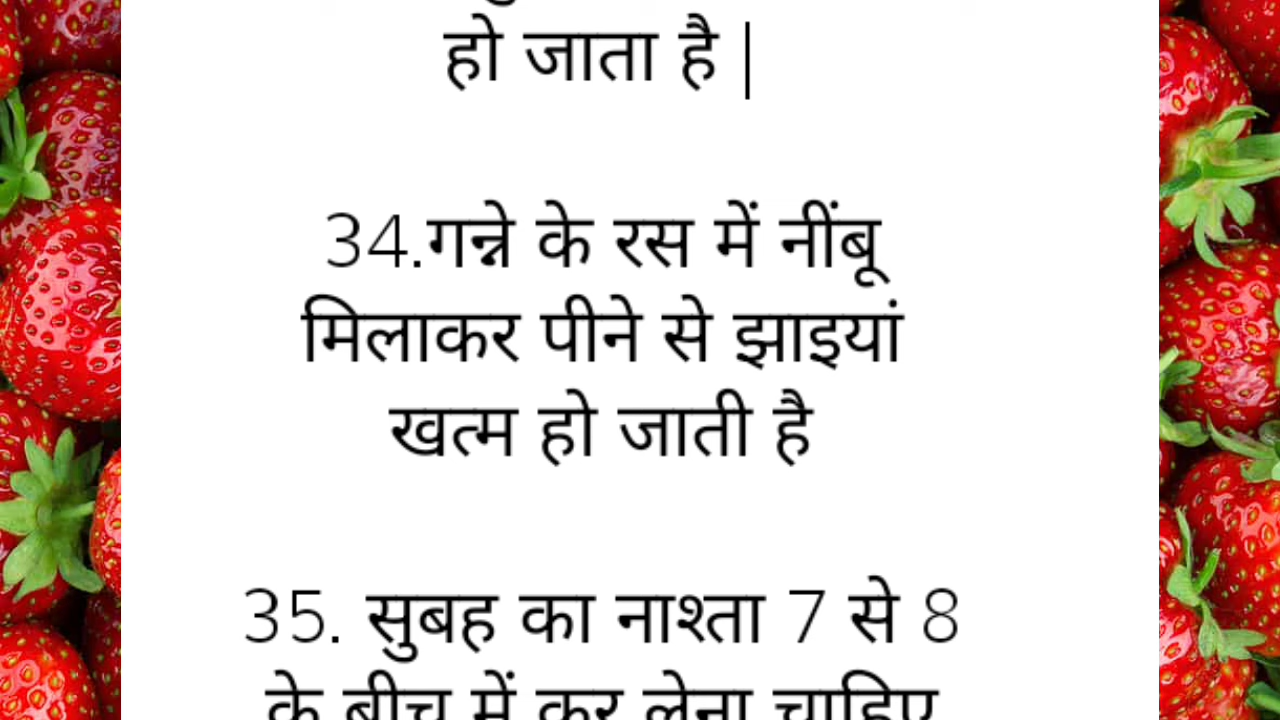 हो जाता है |
34.गन्ने के रस में नींबू
मिलाकर पीने से झाइयां
खत्म हो जाती है
35. सुबह का नाश्ता 7 से 8
के बीच में कर लेना चाहिए